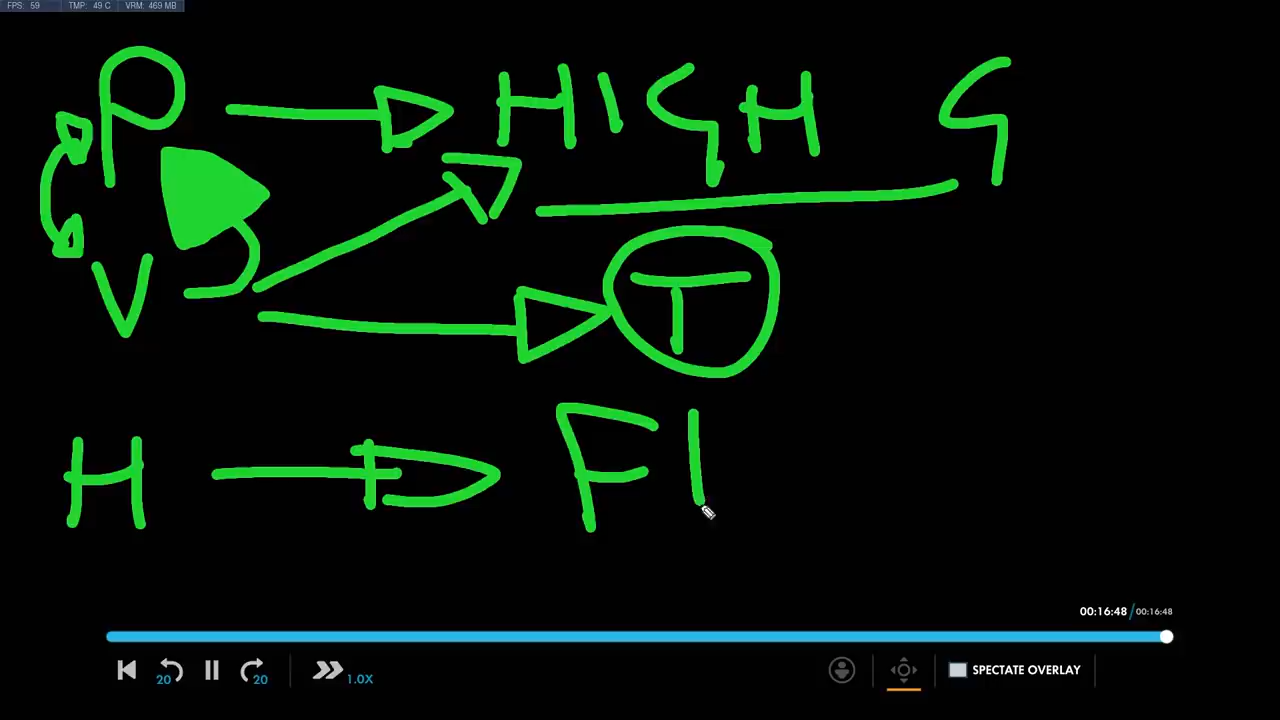 FPS: 59 TMP: 49 C VRM: 469 MB
P HIGH G
V T
H FI
00:16:48/00:16:48
20 20 1.0X SPECTATE OVERLAY